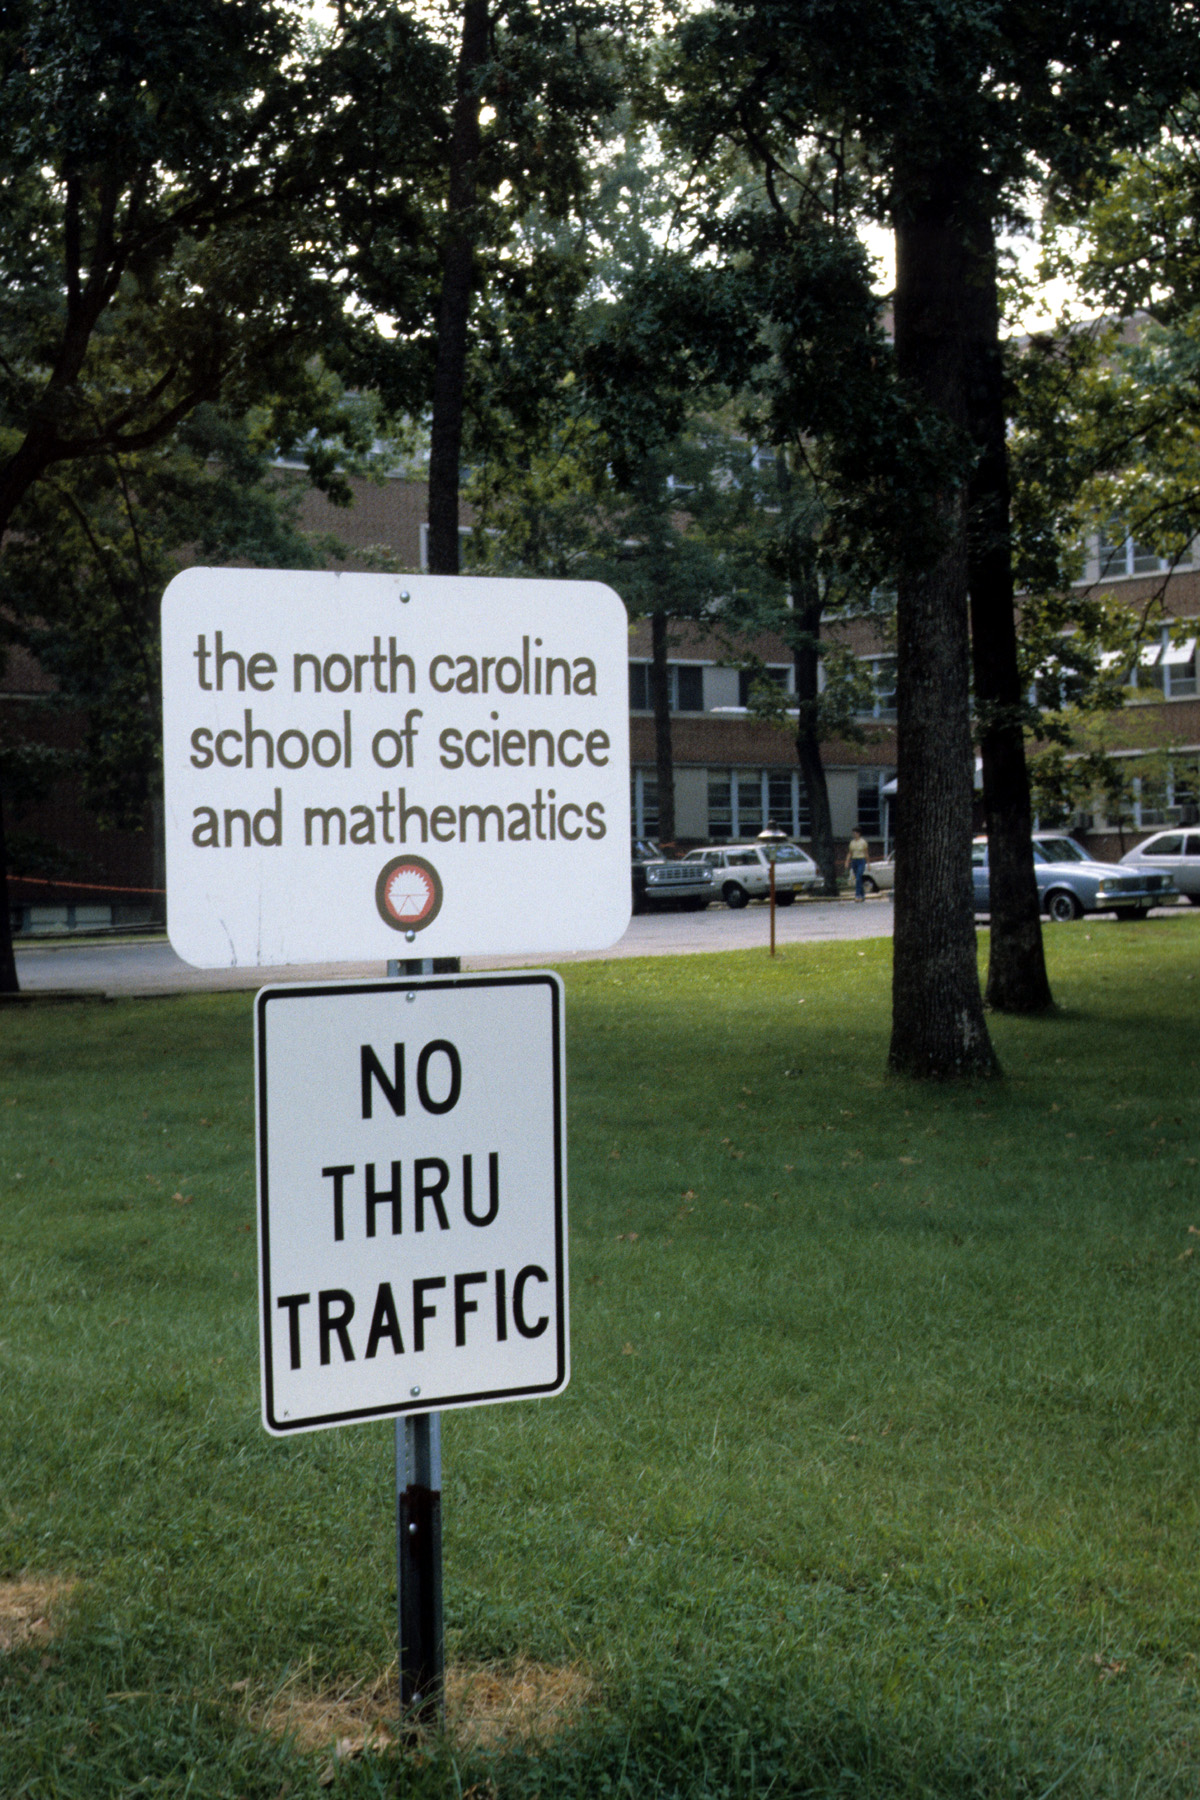 the north carolina
school of science
and mathematics
NO
THRU
TRAFFIC